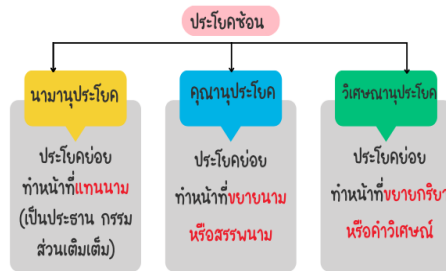 ประโยคซ้อน
นามานุประโยค
ประโยคย่อย
ทำหน้าที่แทนนาม
(เป็นประธาน กรรม
ส่วนเติมเต็ม)
คุณานุประโยค
ประโยคย่อย
ทำหน้าที่ขยายนาม
หรือสรรพนาม
วิเศษณานุประโยค
ประโยคย่อย
ทำหน้าที่ขยายกริยา
หรือคำวิเศษณ์